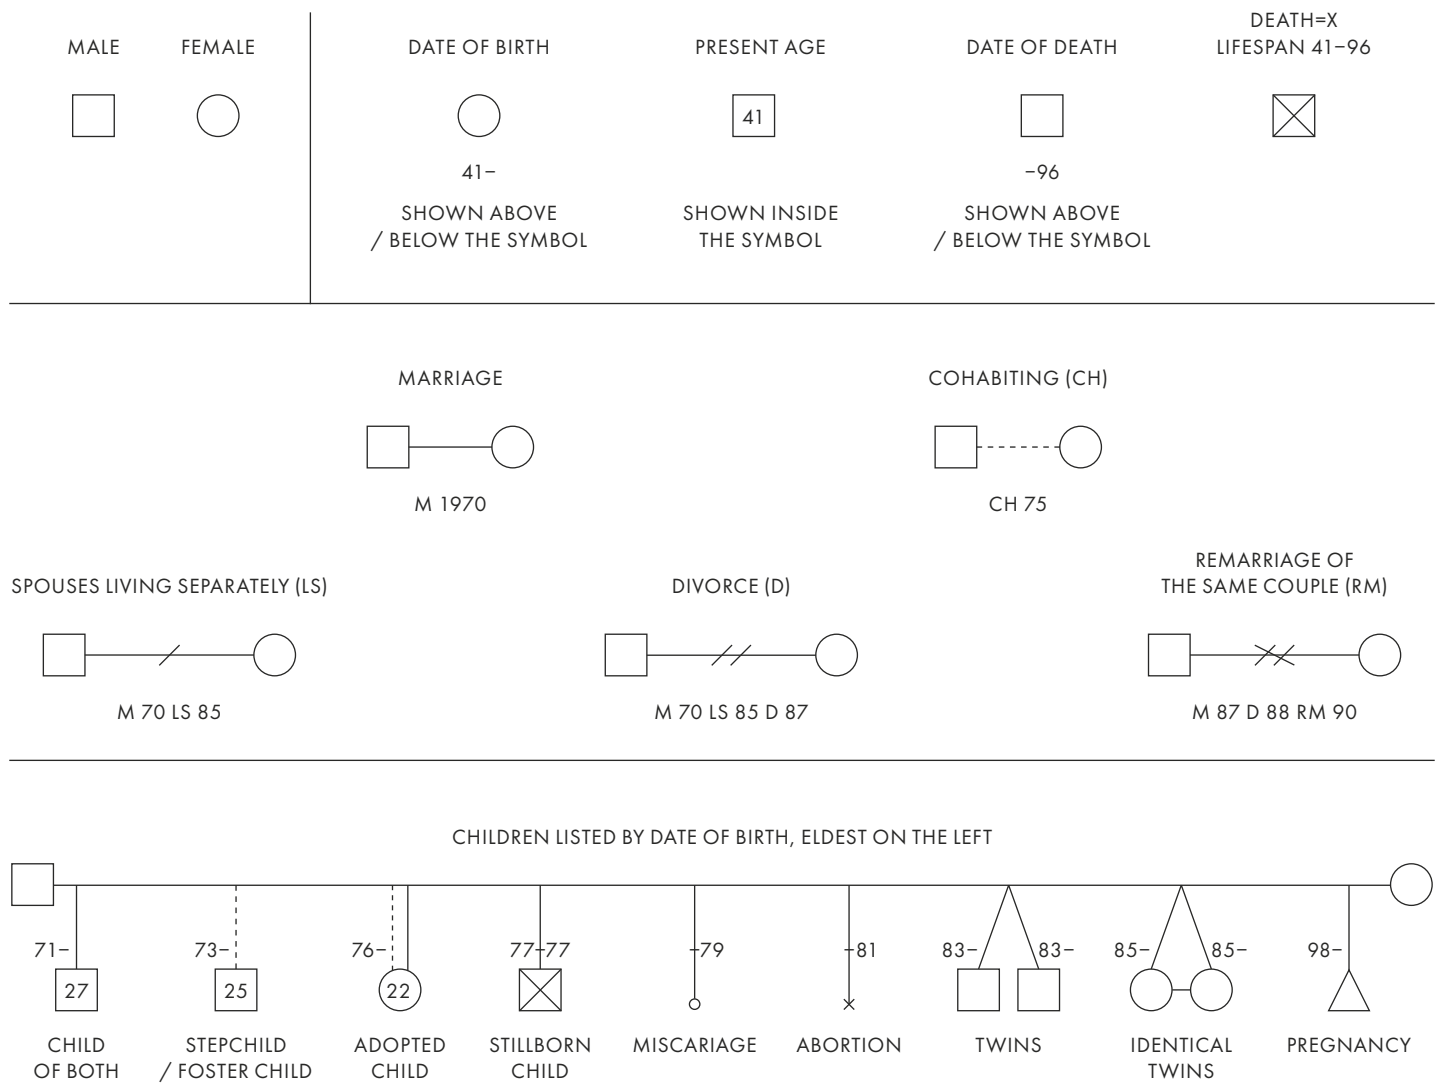 MALE
FEMALE
DATE OF BIRTH
PRESENT AGE
DATE OF DEATH
DEATH=X
LIFESPAN 41–96
41
41–
–96
SHOWN ABOVE
/ BELOW THE SYMBOL
SHOWN INSIDE
THE SYMBOL
SHOWN ABOVE
/ BELOW THE SYMBOL
MARRIAGE
COHABITING (CH)
M 1970
CH 75
SPOUSES LIVING SEPARATELY (LS)
DIVORCE (D)
REMARRIAGE OF
THE SAME COUPLE (RM)
M 70 LS 85
M 70 LS 85 D 87
M 87 D 88 RM 90
CHILDREN LISTED BY DATE OF BIRTH, ELDEST ON THE LEFT
71–
73–
76–
77–77
–79
–81
83–
83–
85–
85–
98–
27
25
22
CHILD
OF BOTH
STEPCHILD
/ FOSTER CHILD
ADOPTED
CHILD
STILLBORN
CHILD
MISCARIAGE
ABORTION
TWINS
IDENTICAL
TWINS
PREGNANCY